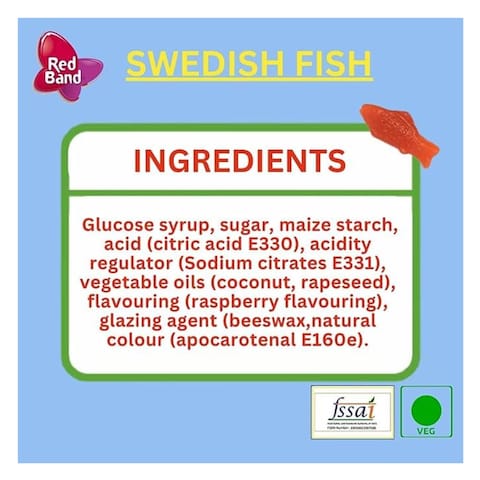 Red
Band
SWEDISH FISH
INGREDIENTS
Glucose syrup, sugar, maize starch,
acid (citric acid E330), acidity
regulator (Sodium citrates E331),
vegetable oils (coconut, rapeseed),
flavouring (raspberry flavouring),
glazing agent (beeswax,natural
colour (apocarotenal E160e).
fssai
VEG